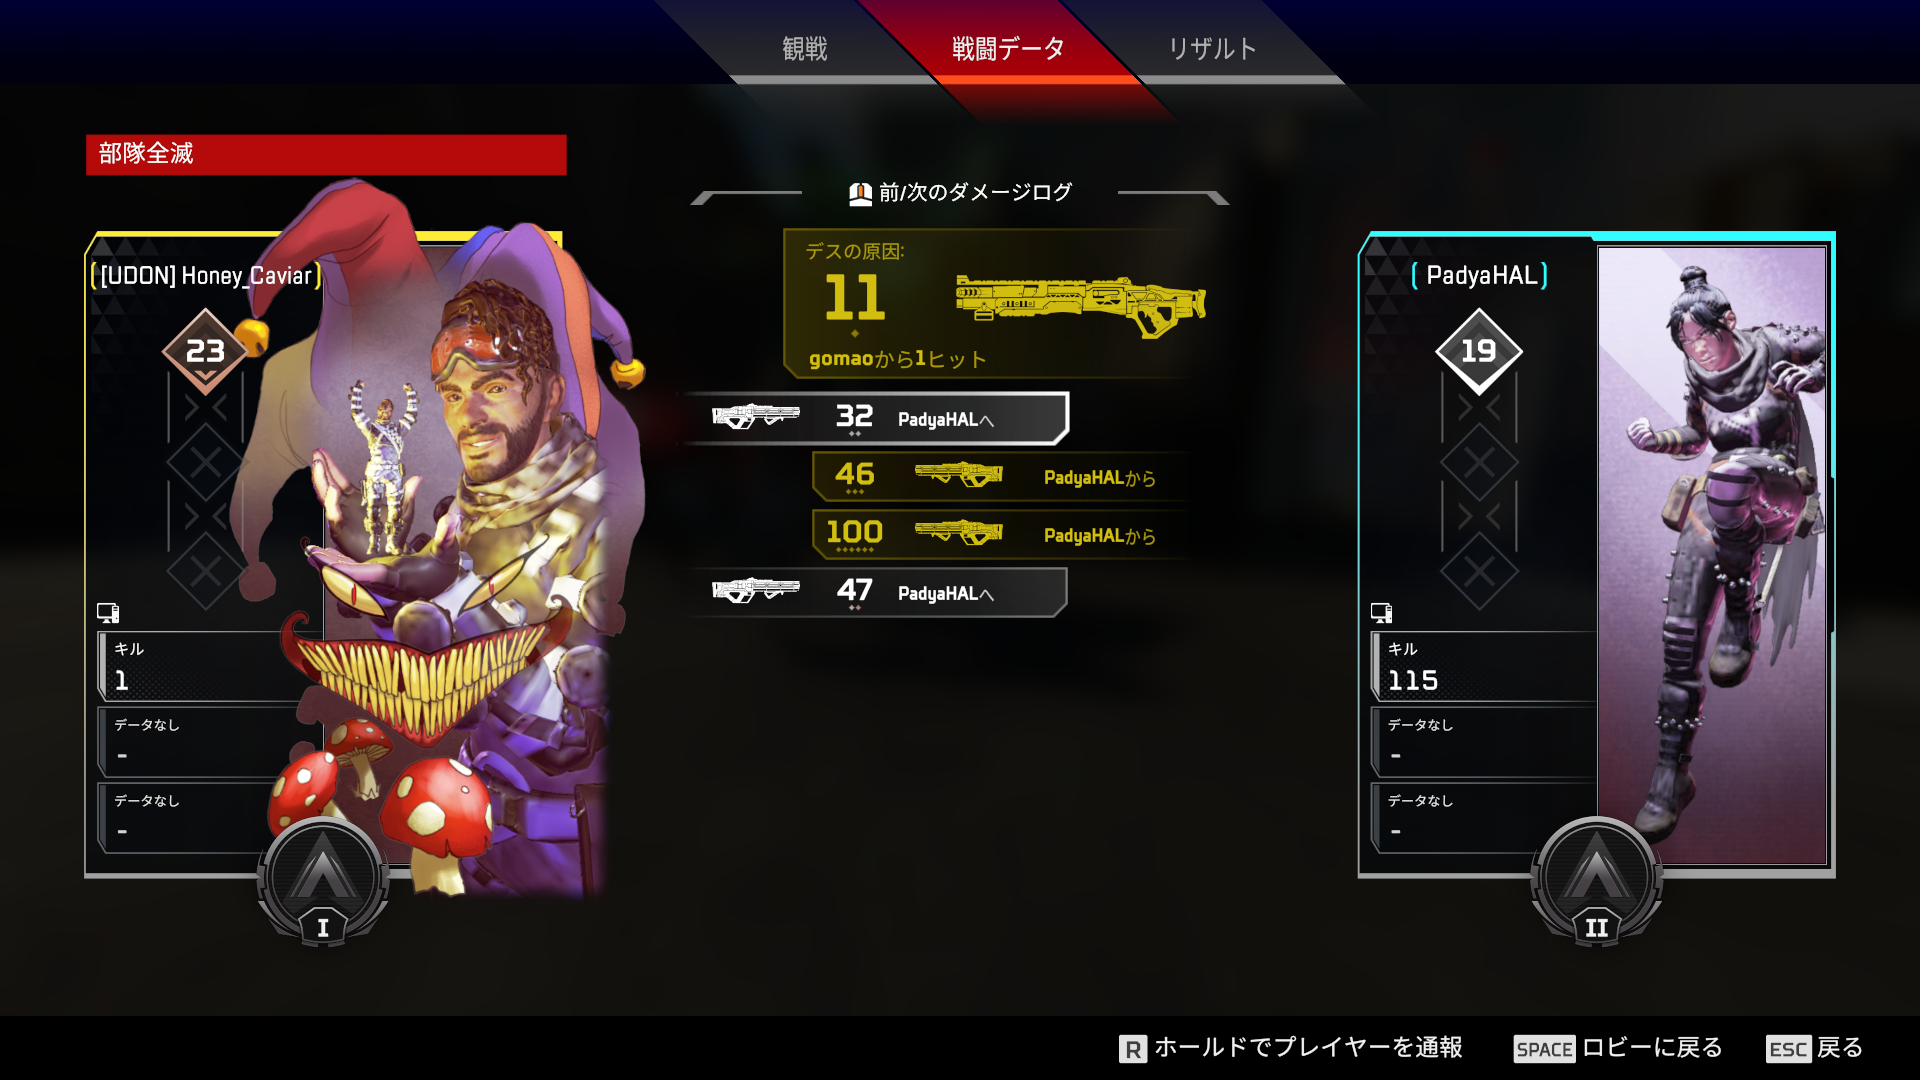 観戦
戦闘データ
リザルト
部隊全滅
前/次のダメージログ
[UDON] Honey_Caviar
23
キル
1
データなし
-
データなし
-
I
デスの原因:
11
gomaoから1ヒット
32 PadyaHALへ
46 PadyaHALから
100 PadyaHALから
47 PadyaHALへ
PadyaHAL
19
キル
115
データなし
-
データなし
-
II
R ホールドでプレイヤーを通報
SPACE ロビーに戻る
ESC 戻る